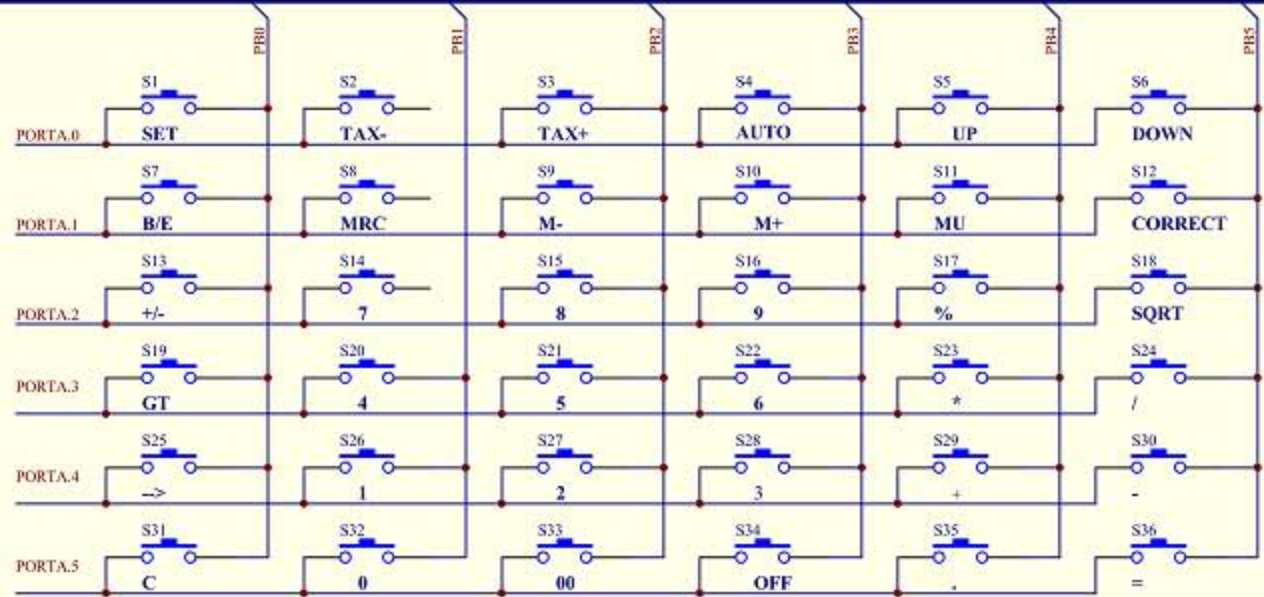 PB0 PB1 PB2 PB3 PB4 PB5
S1 S2 S3 S4 S5 S6
PORTA.0 SET TAX- TAX+ AUTO UP DOWN
S7 S8 S9 S10 S11 S12
PORTA.1 B/E MRC M- M+ MU CORRECT
S13 S14 S15 S16 S17 S18
PORTA.2 +/- 7 8 9 % SQRT
S19 S20 S21 S22 S23 S24
PORTA.3 GT 4 5 6 * /
S25 S26 S27 S28 S29 S30
PORTA.4 --> 1 2 3 + -
S31 S32 S33 S34 S35 S36
PORTA.5 C 0 00 OFF . =